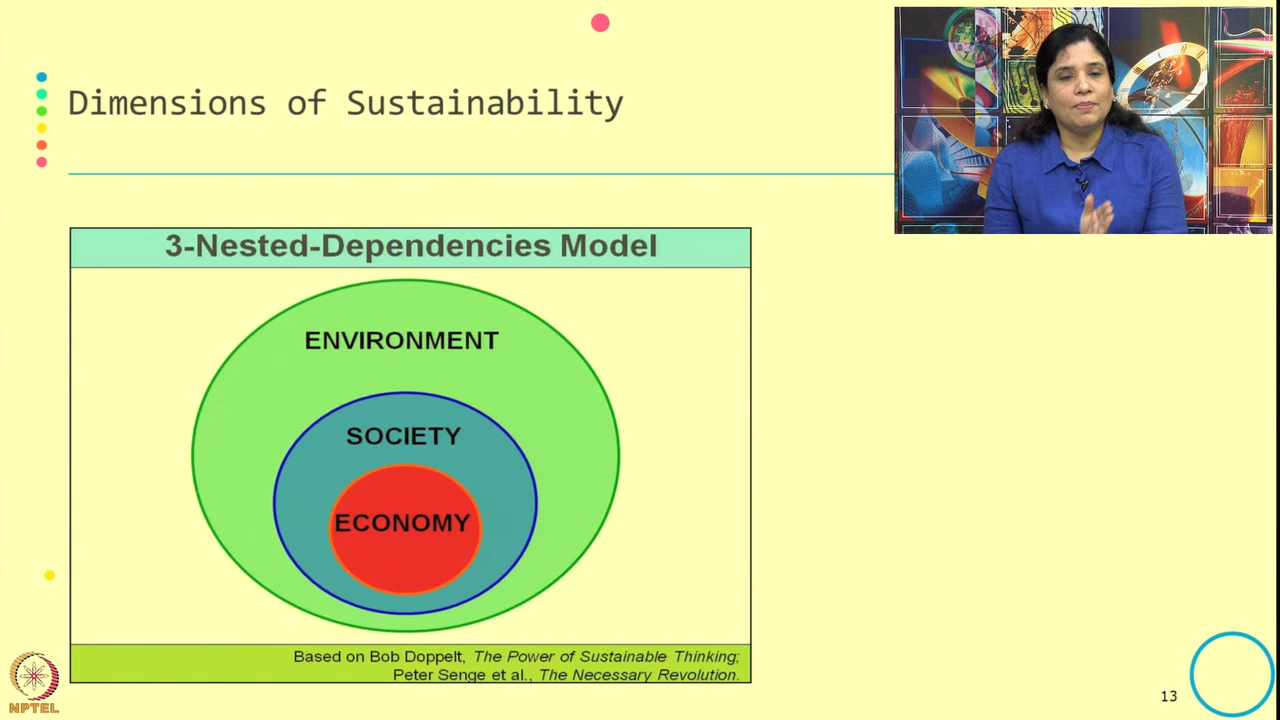 Dimensions of Sustainability
3-Nested-Dependencies Model
ENVIRONMENT
SOCIETY
ECONOMY
Based on Bob Doppelt, The Power of Sustainable Thinking;
Peter Senge et al., The Necessary Revolution.
NPTEL
13